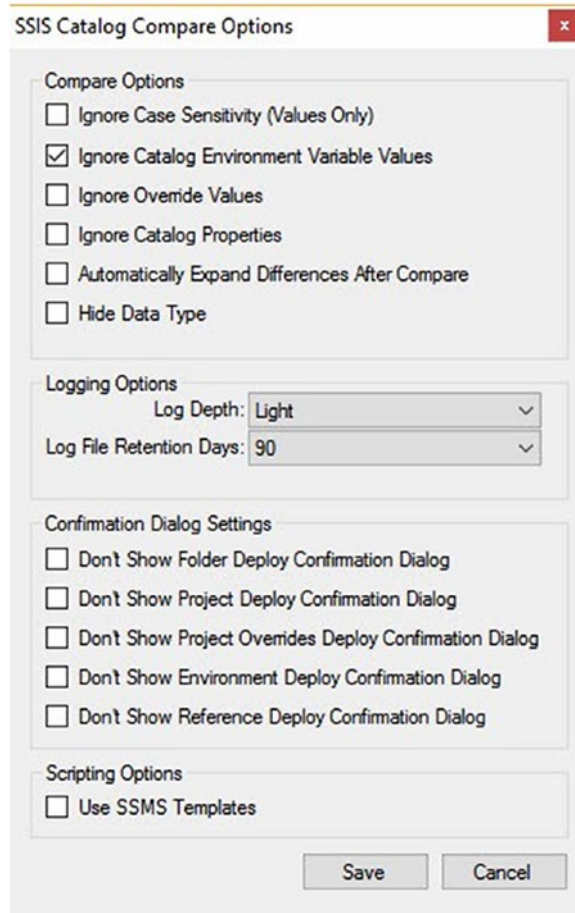 SSIS Catalog Compare Options
x
Compare Options
Ignore Case Sensitivity (Values Only)
Ignore Catalog Environment Variable Values
Ignore Override Values
Ignore Catalog Properties
Automatically Expand Differences After Compare
Hide Data Type
Logging Options
Log Depth: Light
Log File Retention Days: 90
Confirmation Dialog Settings
Don't Show Folder Deploy Confirmation Dialog
Don't Show Project Deploy Confirmation Dialog
Don't Show Project Overrides Deploy Confirmation Dialog
Don't Show Environment Deploy Confirmation Dialog
Don't Show Reference Deploy Confirmation Dialog
Scripting Options
Use SSMS Templates
Save Cancel